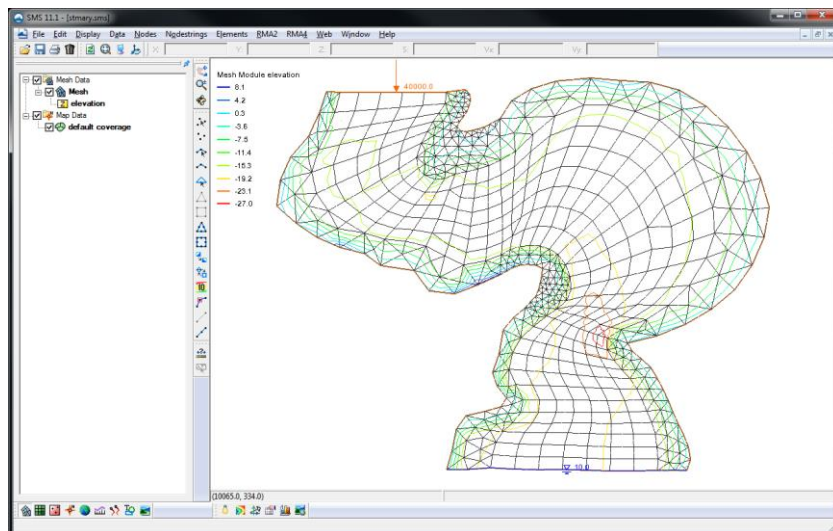 SMS 11.1 - [stmary.sms]
File Edit Display Data Nodes Nodestrings Elements RMA2 RMA4 Web Window Help
X: Y: Z: S: Vx: Vy:
Mesh Data
Mesh
elevation
Map Data
default coverage
Mesh Module elevation
8.1
4.2
0.3
-3.6
-7.5
-11.4
-15.3
-19.2
-23.1
-27.0
40000.0
10.0
(10065.0, 334.0)